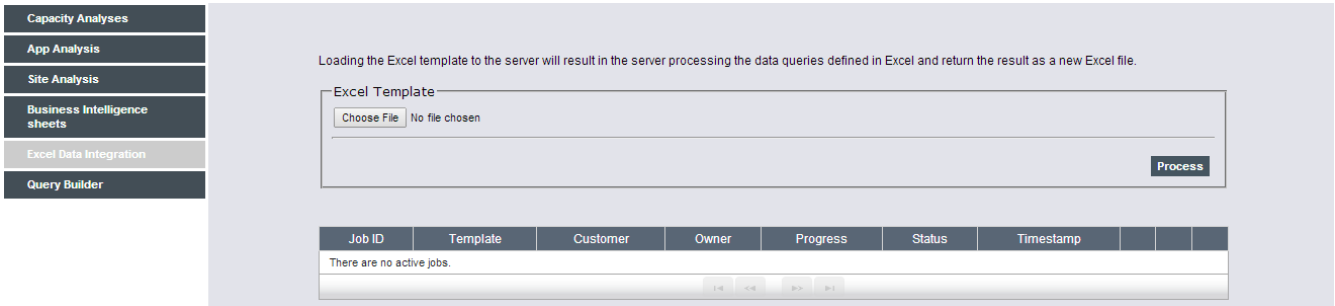 Capacity Analyses
App Analysis
Site Analysis
Business Intelligence
sheets
Excel Data Integration
Query Builder
Loading the Excel template to the server will result in the server processing the data queries defined in Excel and return the result as a new Excel file.
Excel Template
Choose File No file chosen
Process
Job ID Template Customer Owner Progress Status Timestamp
There are no active jobs.